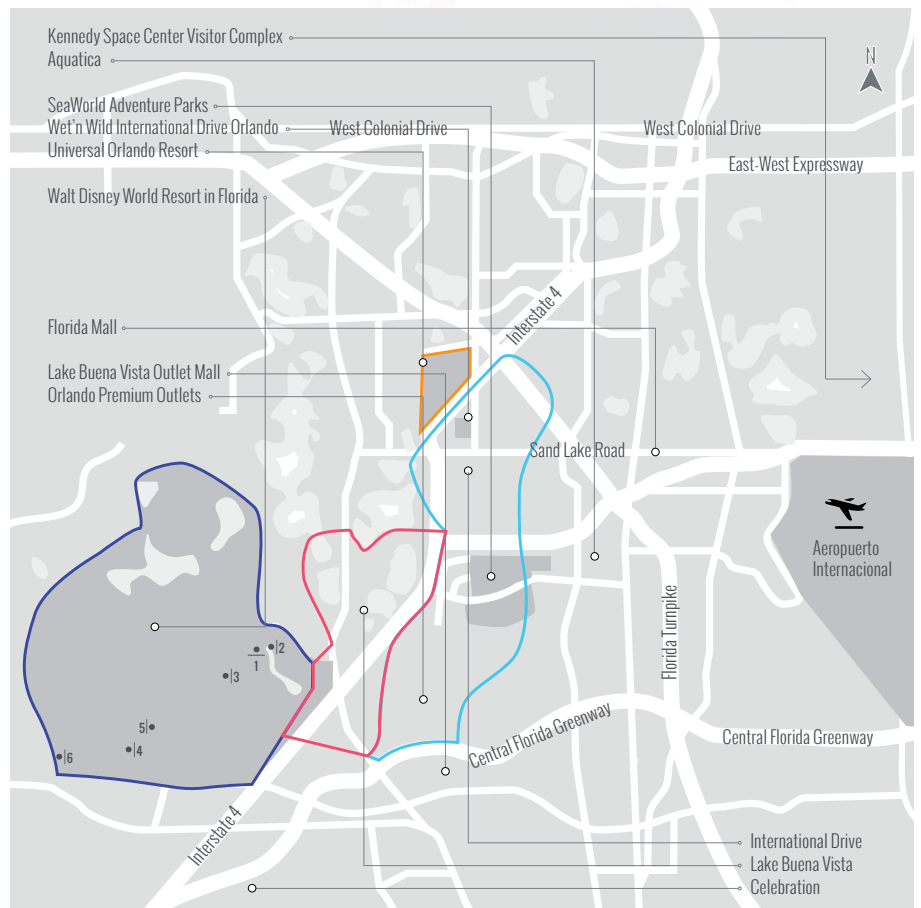 Kennedy Space Center Visitor Complex
N
Aquatica
SeaWorld Adventure Parks
Wet'n Wild International Drive Orlando
West Colonial Drive
West Colonial Drive
Universal Orlando Resort
East-West Expressway
Walt Disney World Resort in Florida
Interstate 4
Florida Mall
Lake Buena Vista Outlet Mall
Orlando Premium Outlets
Sand Lake Road
Aeropuerto
Internacional
Florida Turnpike
1
2
3
5
4
6
Central Florida Greenway
Central Florida Greenway
Interstate 4
International Drive
Lake Buena Vista
Celebration